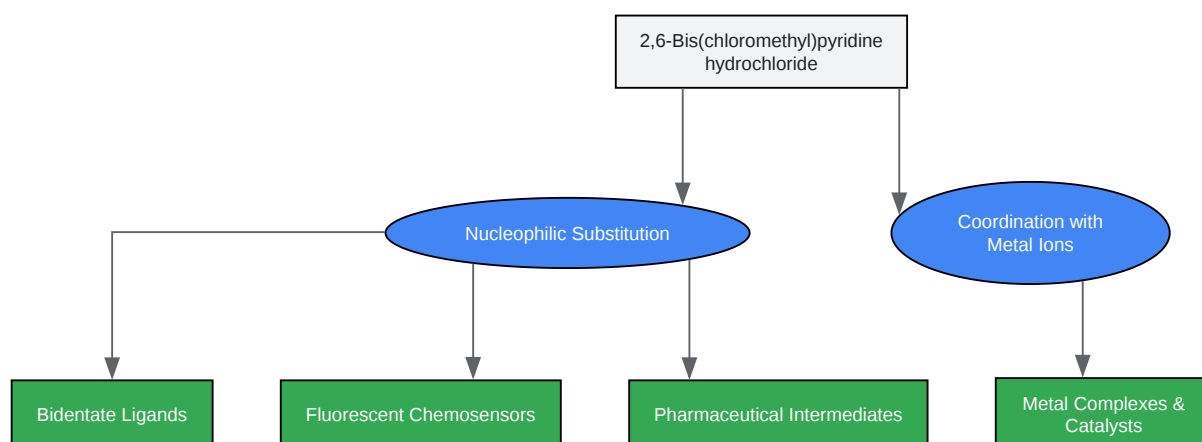 2,6-Bis(chloromethyl)pyridine
hydrochloride
Nucleophilic Substitution
Coordination with
Metal Ions
Bidentate Ligands
Fluorescent Chemosensors
Pharmaceutical Intermediates
Metal Complexes &
Catalysts